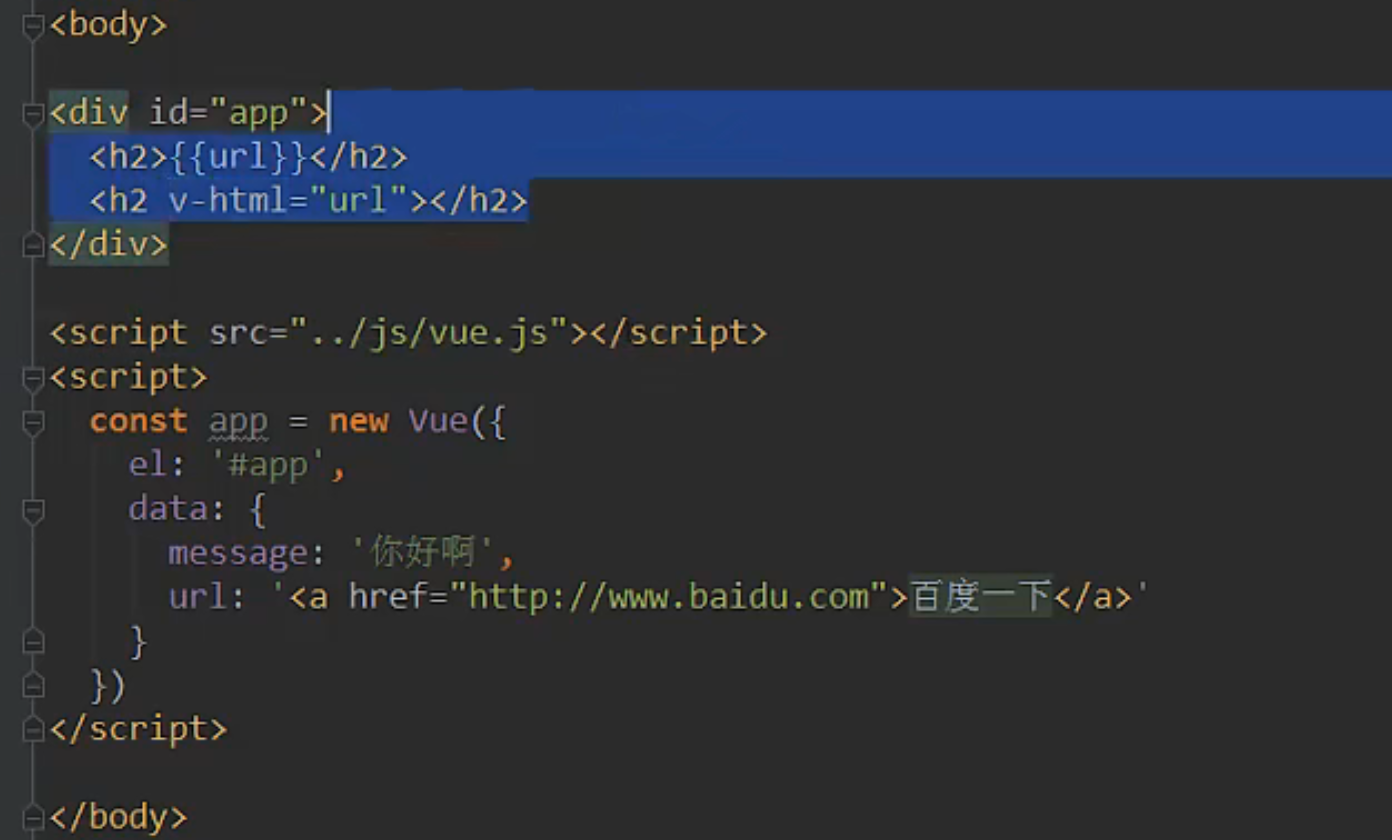 <body>
<div id="app">
<h2>{{url}}</h2>
<h2 v-html="url"></h2>
</div>
<script src="../js/vue.js"></script>
<script>
const app = new Vue({
el: '#app',
data: {
message: '你好啊',
url: '<a href="http://www.baidu.com">百度一下</a>'
}
})
</script>
</body>